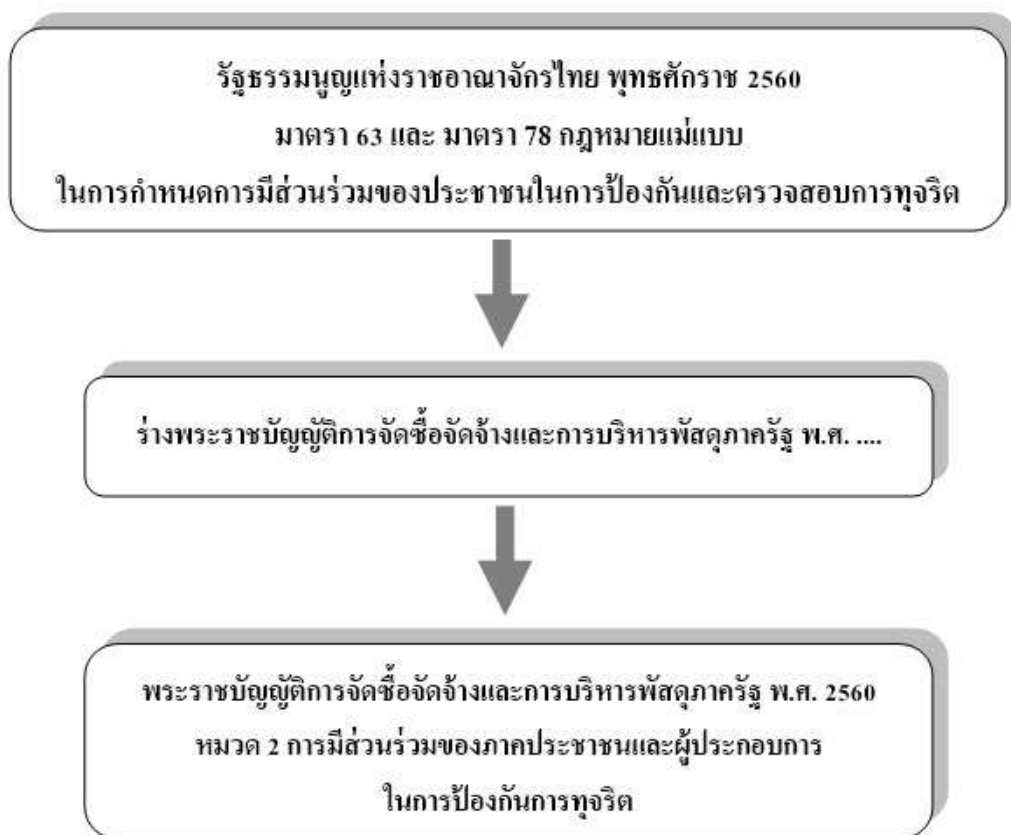 รัฐธรรมนูญแห่งราชอาณาจักรไทย พุทธศักราช 2560
มาตรา 63 และ มาตรา 78 กฎหมายแม่แบบ
ในการกำหนดการมีส่วนร่วมของประชาชนในการป้องกันและตรวจสอบการทุจริต
ร่างพระราชบัญญัติการจัดซื้อจัดจ้างและการบริหารพัสดุภาครัฐ พ.ศ. ....
พระราชบัญญัติการจัดซื้อจัดจ้างและการบริหารพัสดุภาครัฐ พ.ศ. 2560
หมวด 2 การมีส่วนร่วมของภาคประชาชนและผู้ประกอบการ
ในการป้องกันการทุจริต